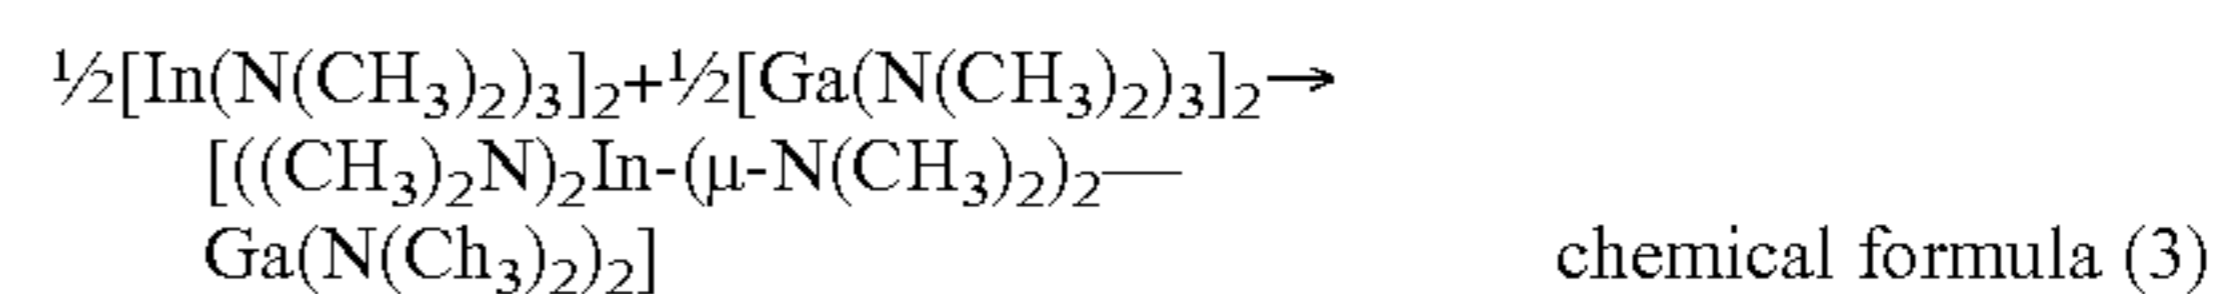 ½[In(N(CH₃)₂)₃]₂+½[Ga(N(CH₃)₂)₃]₂→
[((CH₃)₂N)₂In-(µ-N(CH₃)₂)₂—
Ga(N(Ch₃)₂)₂] chemical formula (3)